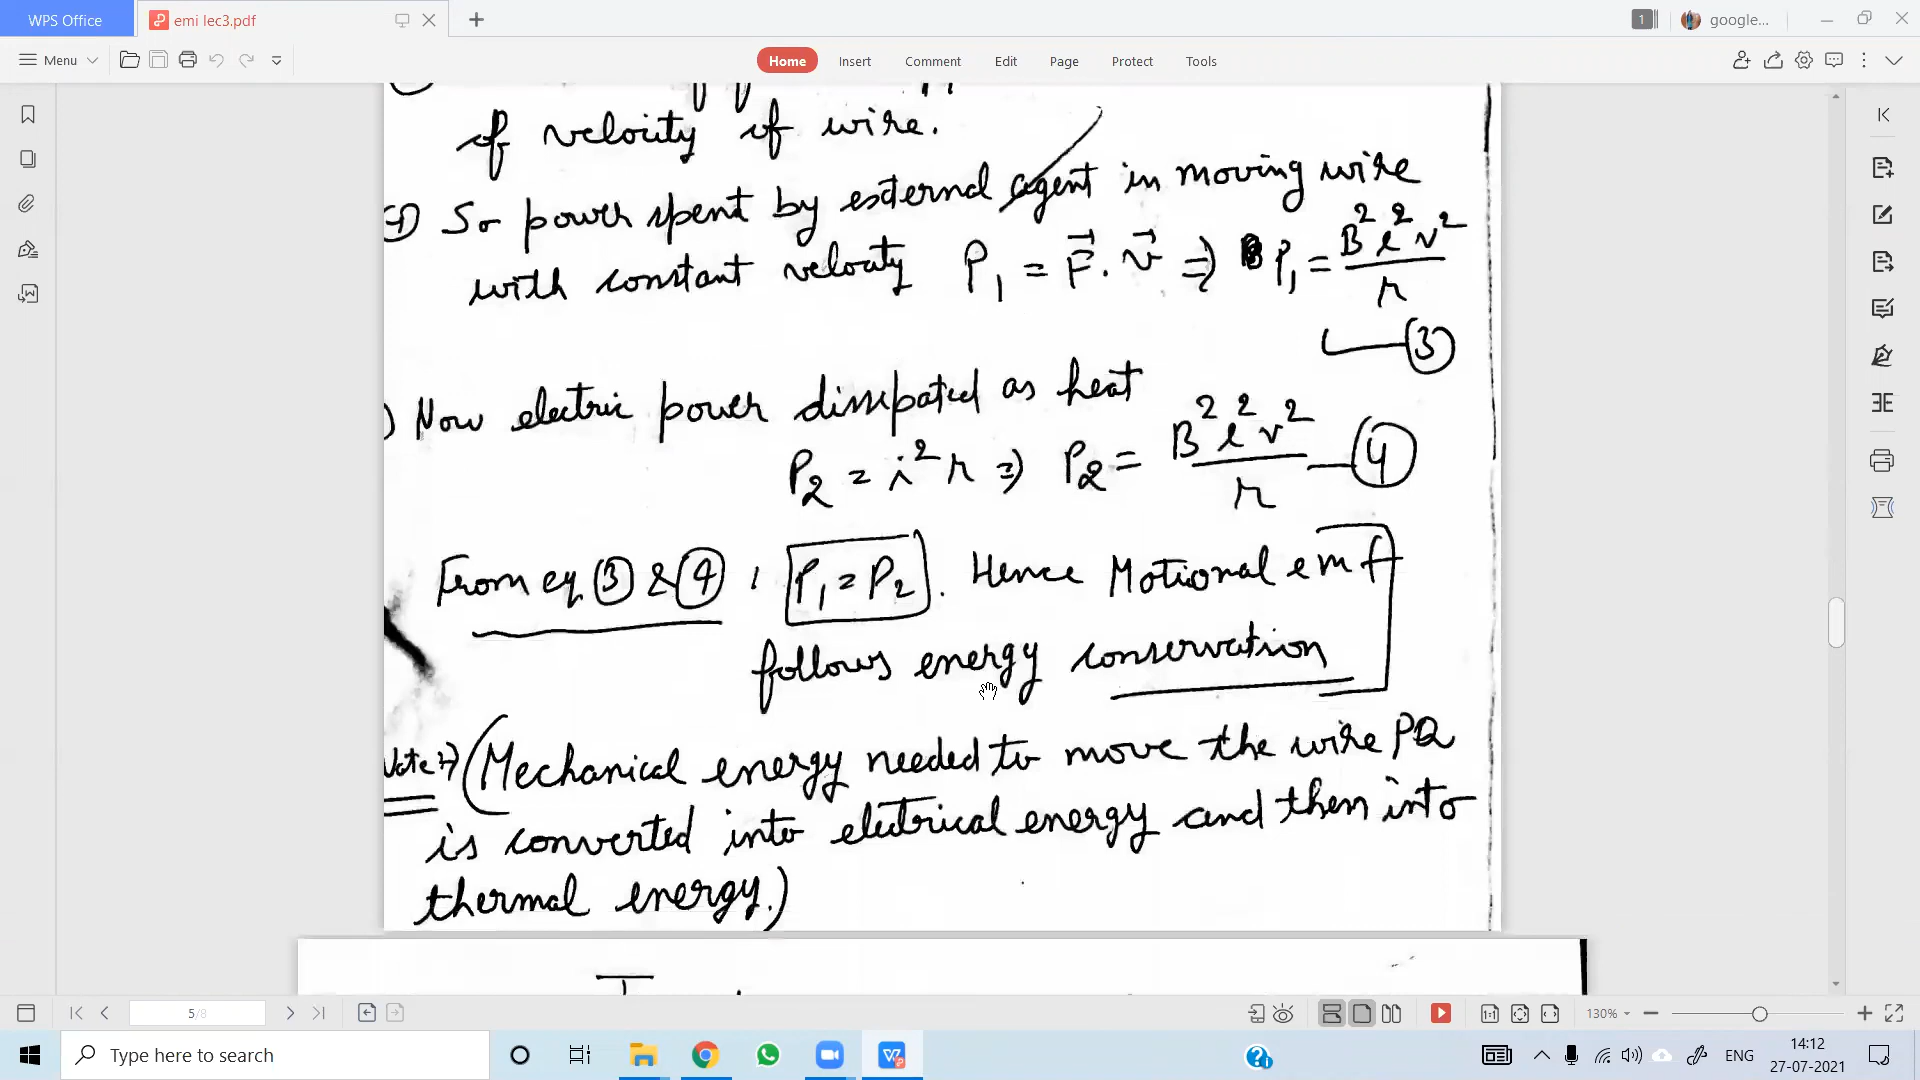 WPS Office
emi lec3.pdf
1
google...
Menu
Home Insert Comment Edit Page Protect Tools
of velocity of wire.
④ So power spent by external agent in moving wire
with constant velocity P₁ = F⃗ . v⃗ ⇒ P₁ = B²l²v²/r
③
) Now electric power dissipated as heat
P₂ = i²r ⇒ P₂ = B²l²v²/r — ④
From eq ③ & ④ , P₁ = P₂ . Hence Motional emf
follows energy conservation
Note :→ (Mechanical energy needed to move the wire PQ
is converted into electrical energy and then into
thermal energy.)
5/8
130%
Type here to search
ENG
14:12
27-07-2021